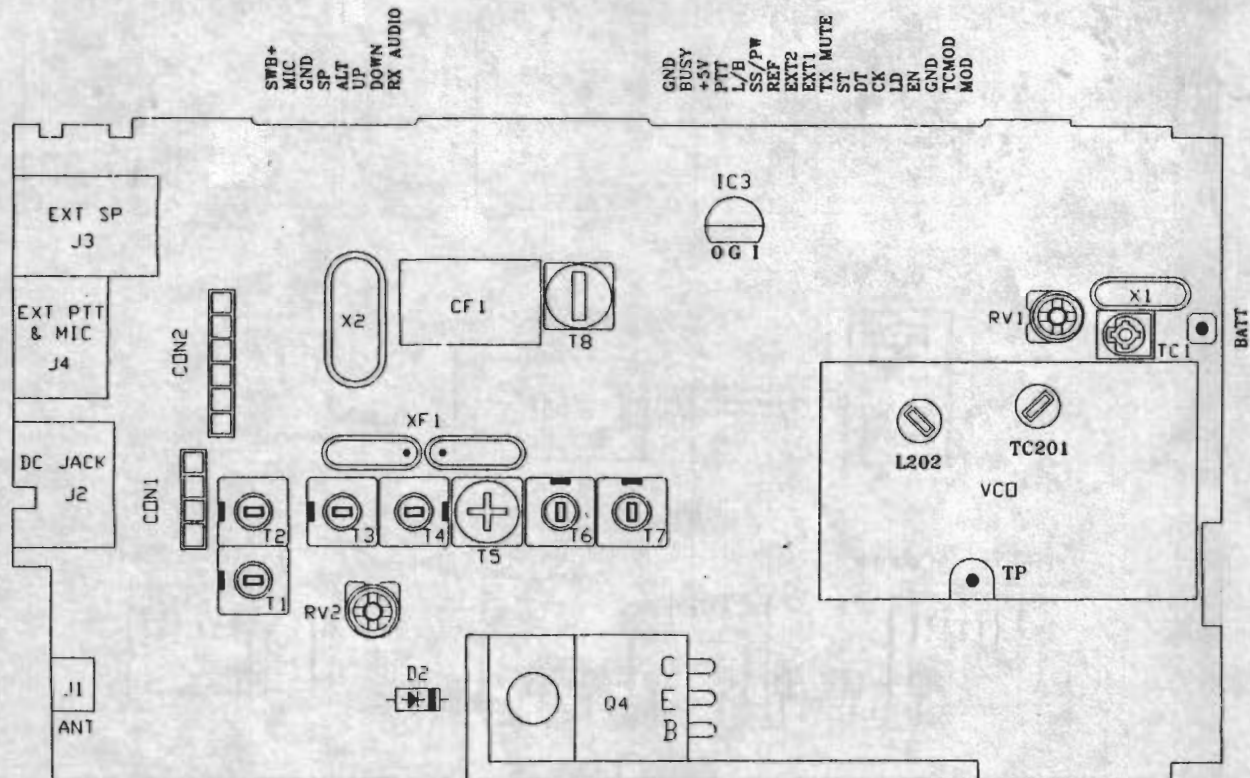 SWB+
MIC
GND
SP
ALT
UP
DOWN
RX AUDIO
GND
BUSY
+5V
PTT
L/B
SS/PW
REF
EXT2
EXT1
TX MUTE
ST
DT
CK
LD
EN
GND
TCMOD
MOD
EXT SP
J3
IC3
O G I
EXT PTT
& MIC
J4
CON2
X2
CF1
T8
RV1
X1
TC1
BATT
XF1
L202
TC201
VCO
DC JACK
J2
CON1
T2
T3
T4
T5
T6
T7
TP
T1
RV2
J1
ANT
D2
Q4
C
E
B